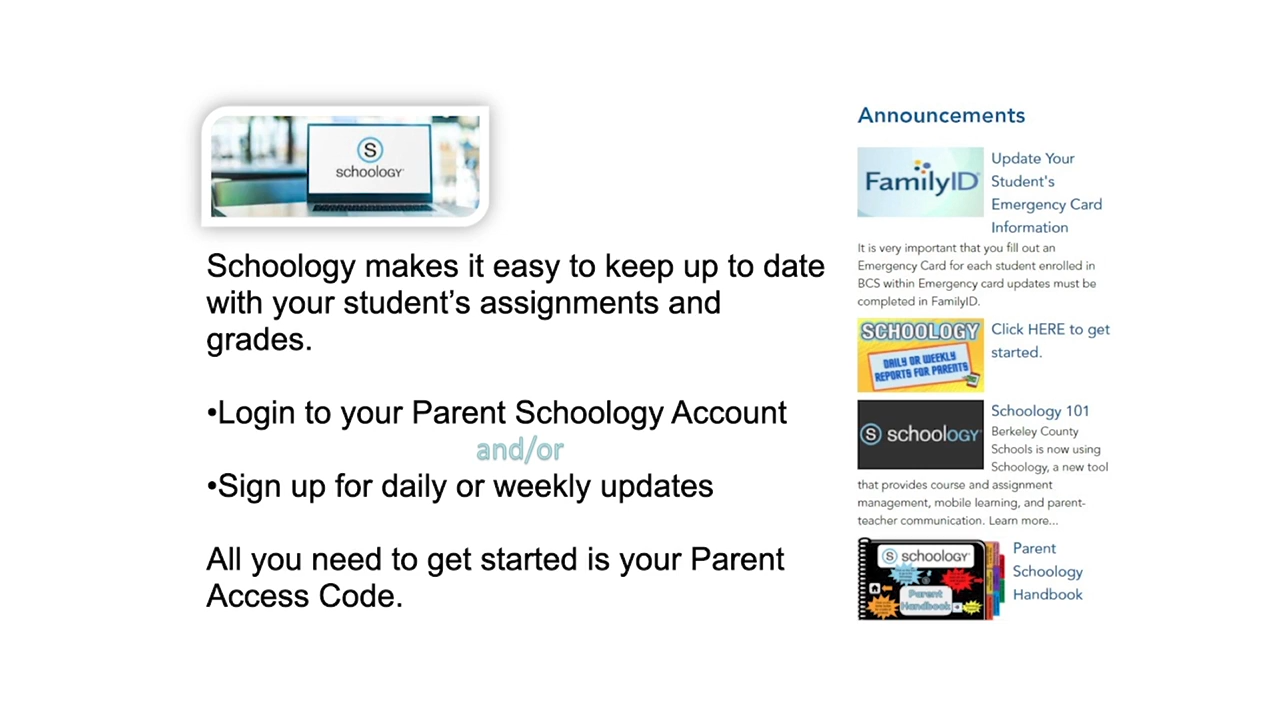 schoology
Schoology makes it easy to keep up to date
with your student’s assignments and
grades.
•Login to your Parent Schoology Account
and/or
•Sign up for daily or weekly updates
All you need to get started is your Parent
Access Code.
Announcements
FamilyID
Update Your
Student's
Emergency Card
Information
It is very important that you fill out an
Emergency Card for each student enrolled in
BCS within Emergency card updates must be
completed in FamilyID.
SCHOOLOGY
DAILY OR WEEKLY
REPORTS FOR PARENTS
Click HERE to get
started.
schoology
Schoology 101
Berkeley County
Schools is now using
Schoology, a new tool
that provides course and assignment
management, mobile learning, and parent-
teacher communication. Learn more...
schoology
Parent
Handbook
Parent
Schoology
Handbook